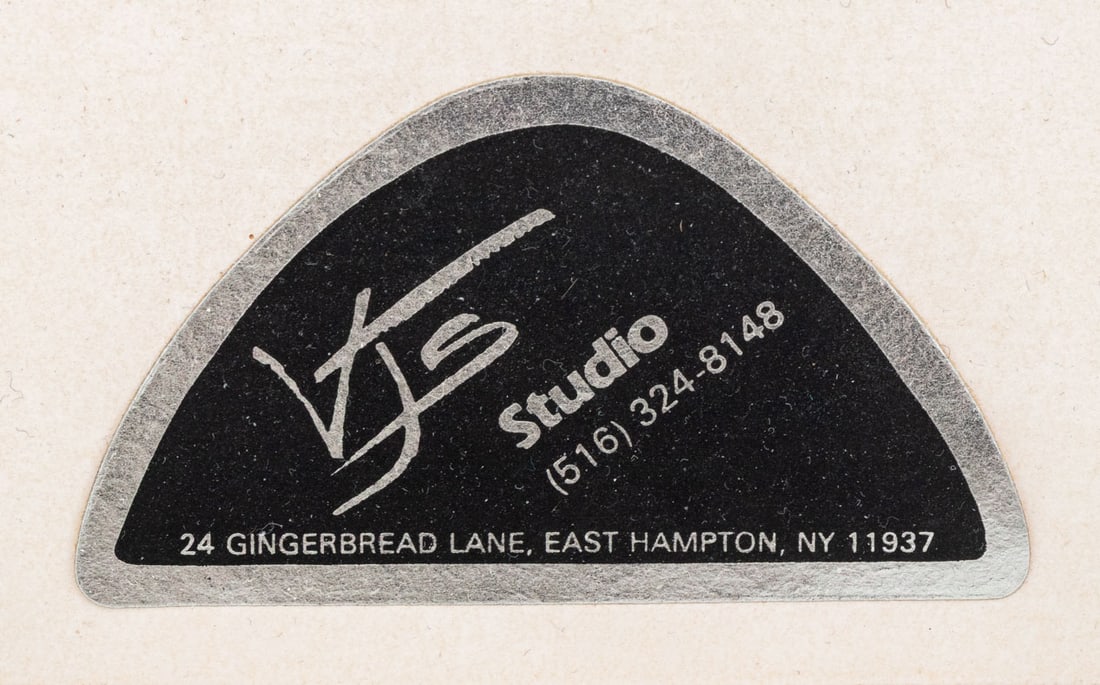 VJS
Studio
(516) 324-8148
24 GINGERBREAD LANE, EAST HAMPTON, NY 11937